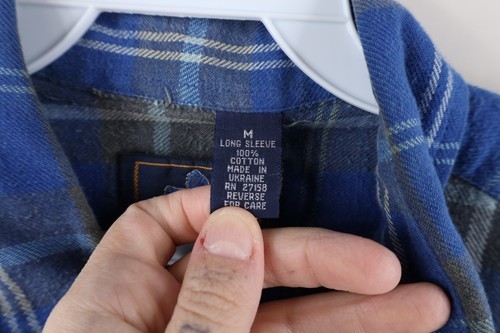 M
LONG SLEEVE
100%
COTTON
MADE IN
UKRAINE
RN 27158
REVERSE
FOR CARE